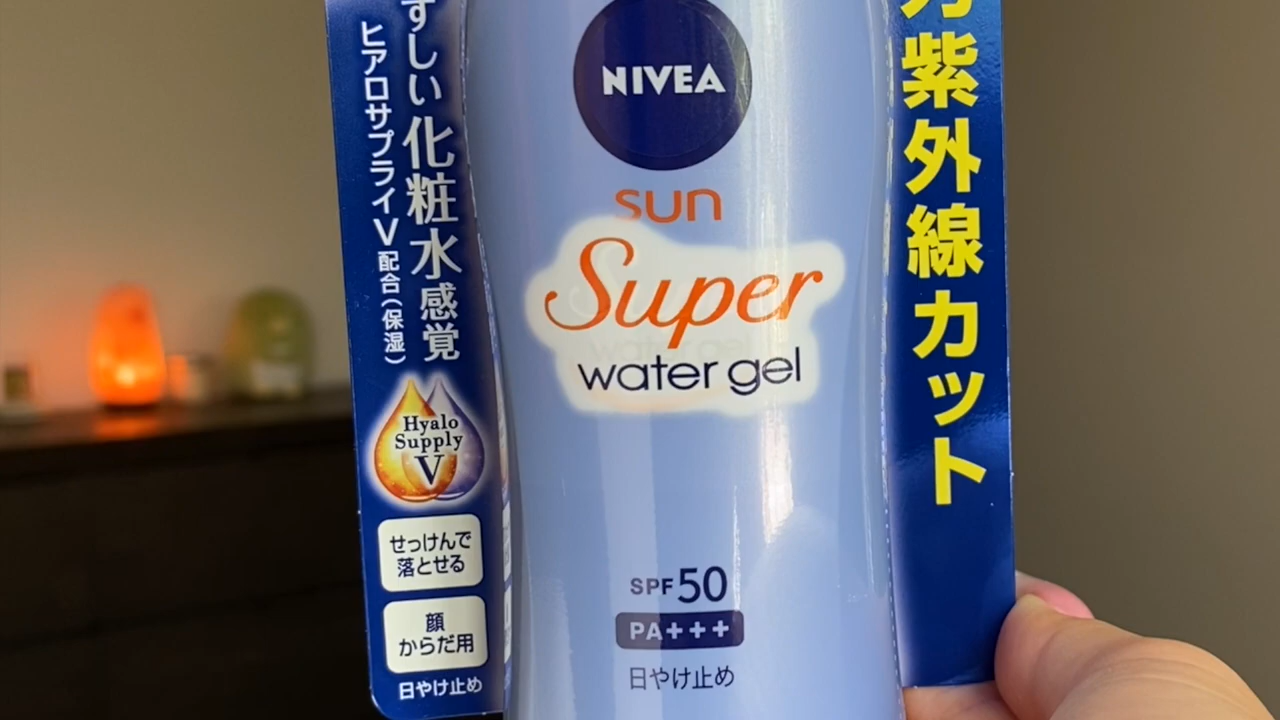 すしい化粧水感覚
ヒアロサプライV配合(保湿)
Hyalo
Supply
V
せっけんで
落とせる
顔
からだ用
日やけ止め
NIVEA
sun
Super
water gel
SPF50
PA+++
日やけ止め
紫外線カット